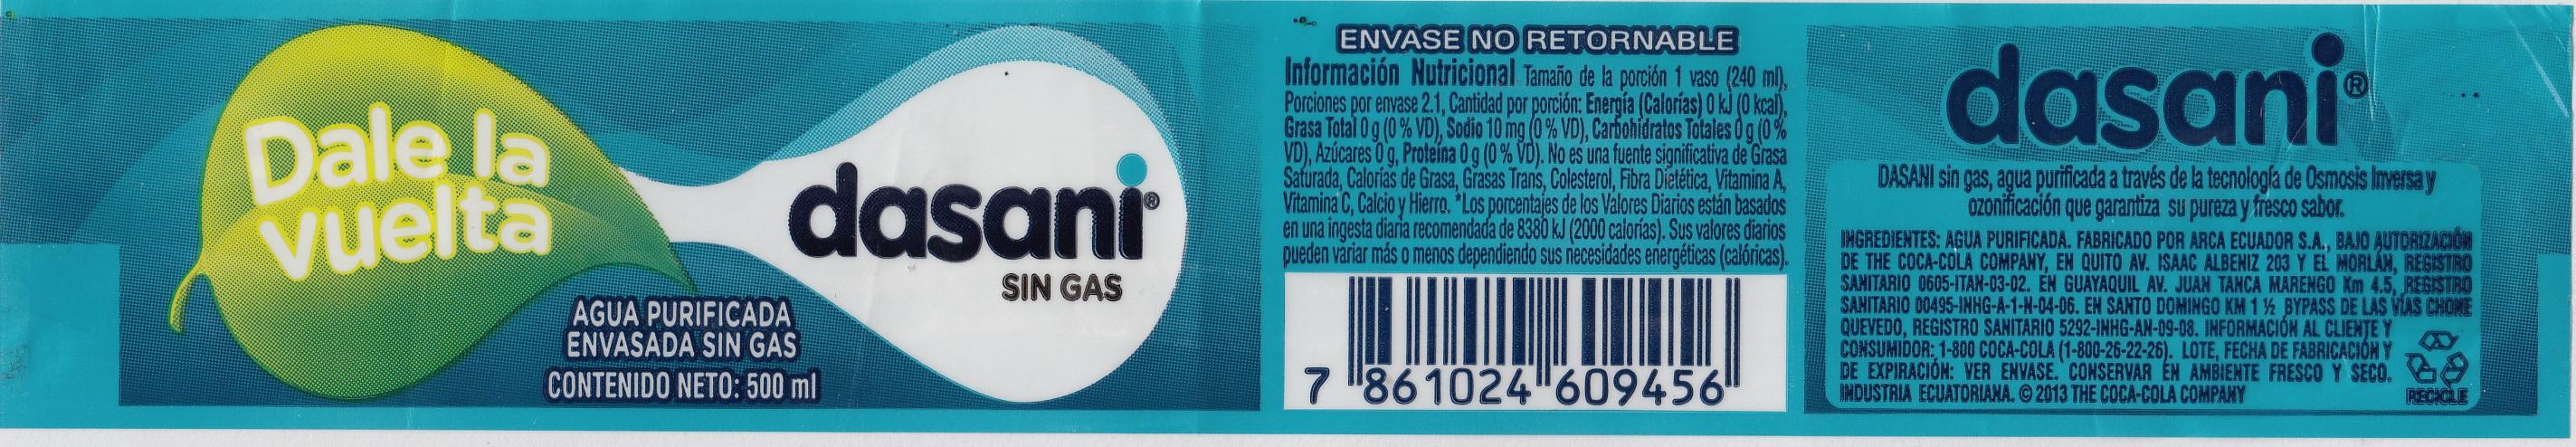 Dale la
vuelta
dasani®
SIN GAS
AGUA PURIFICADA
ENVASADA SIN GAS
CONTENIDO NETO: 500 ml
ENVASE NO RETORNABLE
Información Nutricional Tamaño de la porción 1 vaso (240 ml),
Porciones por envase 2.1, Cantidad por porción: Energía (Calorías) 0 kJ (0 kcal),
Grasa Total 0 g (0 % VD), Sodio 10 mg (0 % VD), Carbohidratos Totales 0 g (0 %
VD), Azúcares 0 g, Proteína 0 g (0 % VD). No es una fuente significativa de Grasa
Saturada, Calorías de Grasa, Grasas Trans, Colesterol, Fibra Dietética, Vitamina A,
Vitamina C, Calcio y Hierro. *Los porcentajes de los Valores Diarios están basados
en una ingesta diaria recomendada de 8380 kJ (2000 calorías). Sus valores diarios
pueden variar más o menos dependiendo sus necesidades energéticas (calóricas).
7 861024 609456
dasani®
DASANI sin gas, agua purificada a través de la tecnología de Osmosis Inversa y
ozonificación que garantiza su pureza y fresco sabor.
INGREDIENTES: AGUA PURIFICADA. FABRICADO POR ARCA ECUADOR S.A., BAJO AUTORIZACIÓN
DE THE COCA-COLA COMPANY, EN QUITO AV. ISAAC ALBENIZ 203 Y EL MORLÁN, REGISTRO
SANITARIO 0605-ITAN-03-02. EN GUAYAQUIL AV. JUAN TANCA MARENGO Km 4.5, REGISTRO
SANITARIO 00495-INHG-A-1-N-04-06. EN SANTO DOMINGO KM 1 ½ BYPASS DE LAS VÍAS CHONE
QUEVEDO, REGISTRO SANITARIO 5292-INHG-AN-09-08. INFORMACIÓN AL CLIENTE Y
CONSUMIDOR: 1-800 COCA-COLA (1-800-26-22-26). LOTE, FECHA DE FABRICACIÓN Y
DE EXPIRACIÓN: VER ENVASE. CONSERVAR EN AMBIENTE FRESCO Y SECO.
INDUSTRIA ECUATORIANA. © 2013 THE COCA-COLA COMPANY
RECICLE